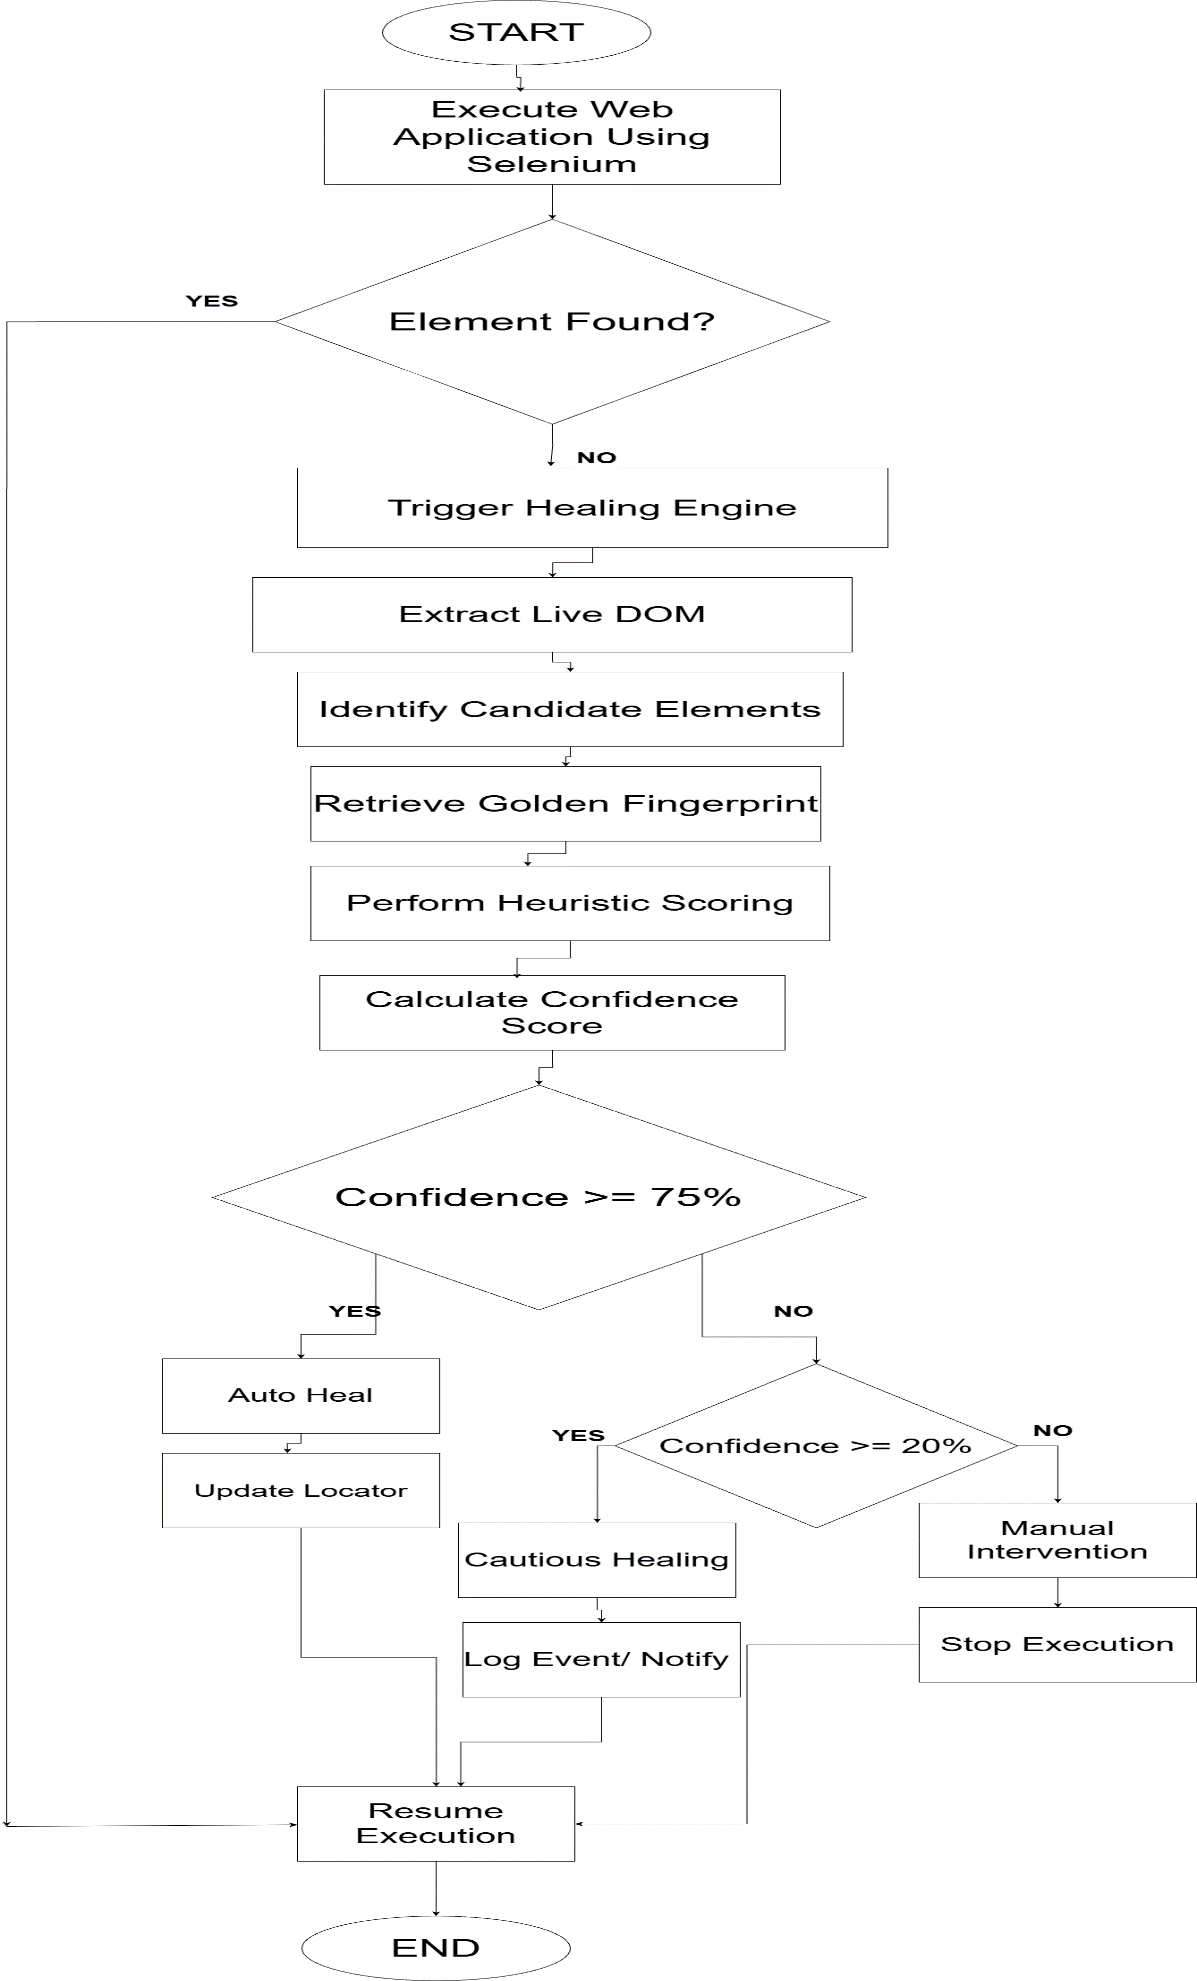 START
Execute Web
Application Using
Selenium
YES
Element Found?
NO
Trigger Healing Engine
Extract Live DOM
Identify Candidate Elements
Retrieve Golden Fingerprint
Perform Heuristic Scoring
Calculate Confidence
Score
Confidence >= 75%
YES
NO
Auto Heal
Update Locator
YES
Confidence >= 20%
NO
Cautious Healing
Log Event/ Notify
Manual
Intervention
Stop Execution
Resume
Execution
END